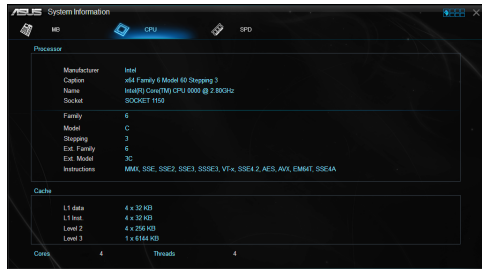 ASUS System Information
MB CPU SPD
Processor
Manufacturer Intel
Caption x64 Family 6 Model 60 Stepping 3
Name Intel(R) Core(TM) CPU 0000 @ 2.80GHz
Socket SOCKET 1150
Family 6
Model C
Stepping 3
Ext. Family 6
Ext. Model 3C
Instructions MMX, SSE, SSE2, SSE3, SSSE3, VT-x, SSE4.2, AES, AVX, EM64T, SSE4A
Cache
L1 data 4 x 32 KB
L1 Inst. 4 x 32 KB
Level 2 4 x 256 KB
Level 3 1 x 6144 KB
Cores 4 Threads 4